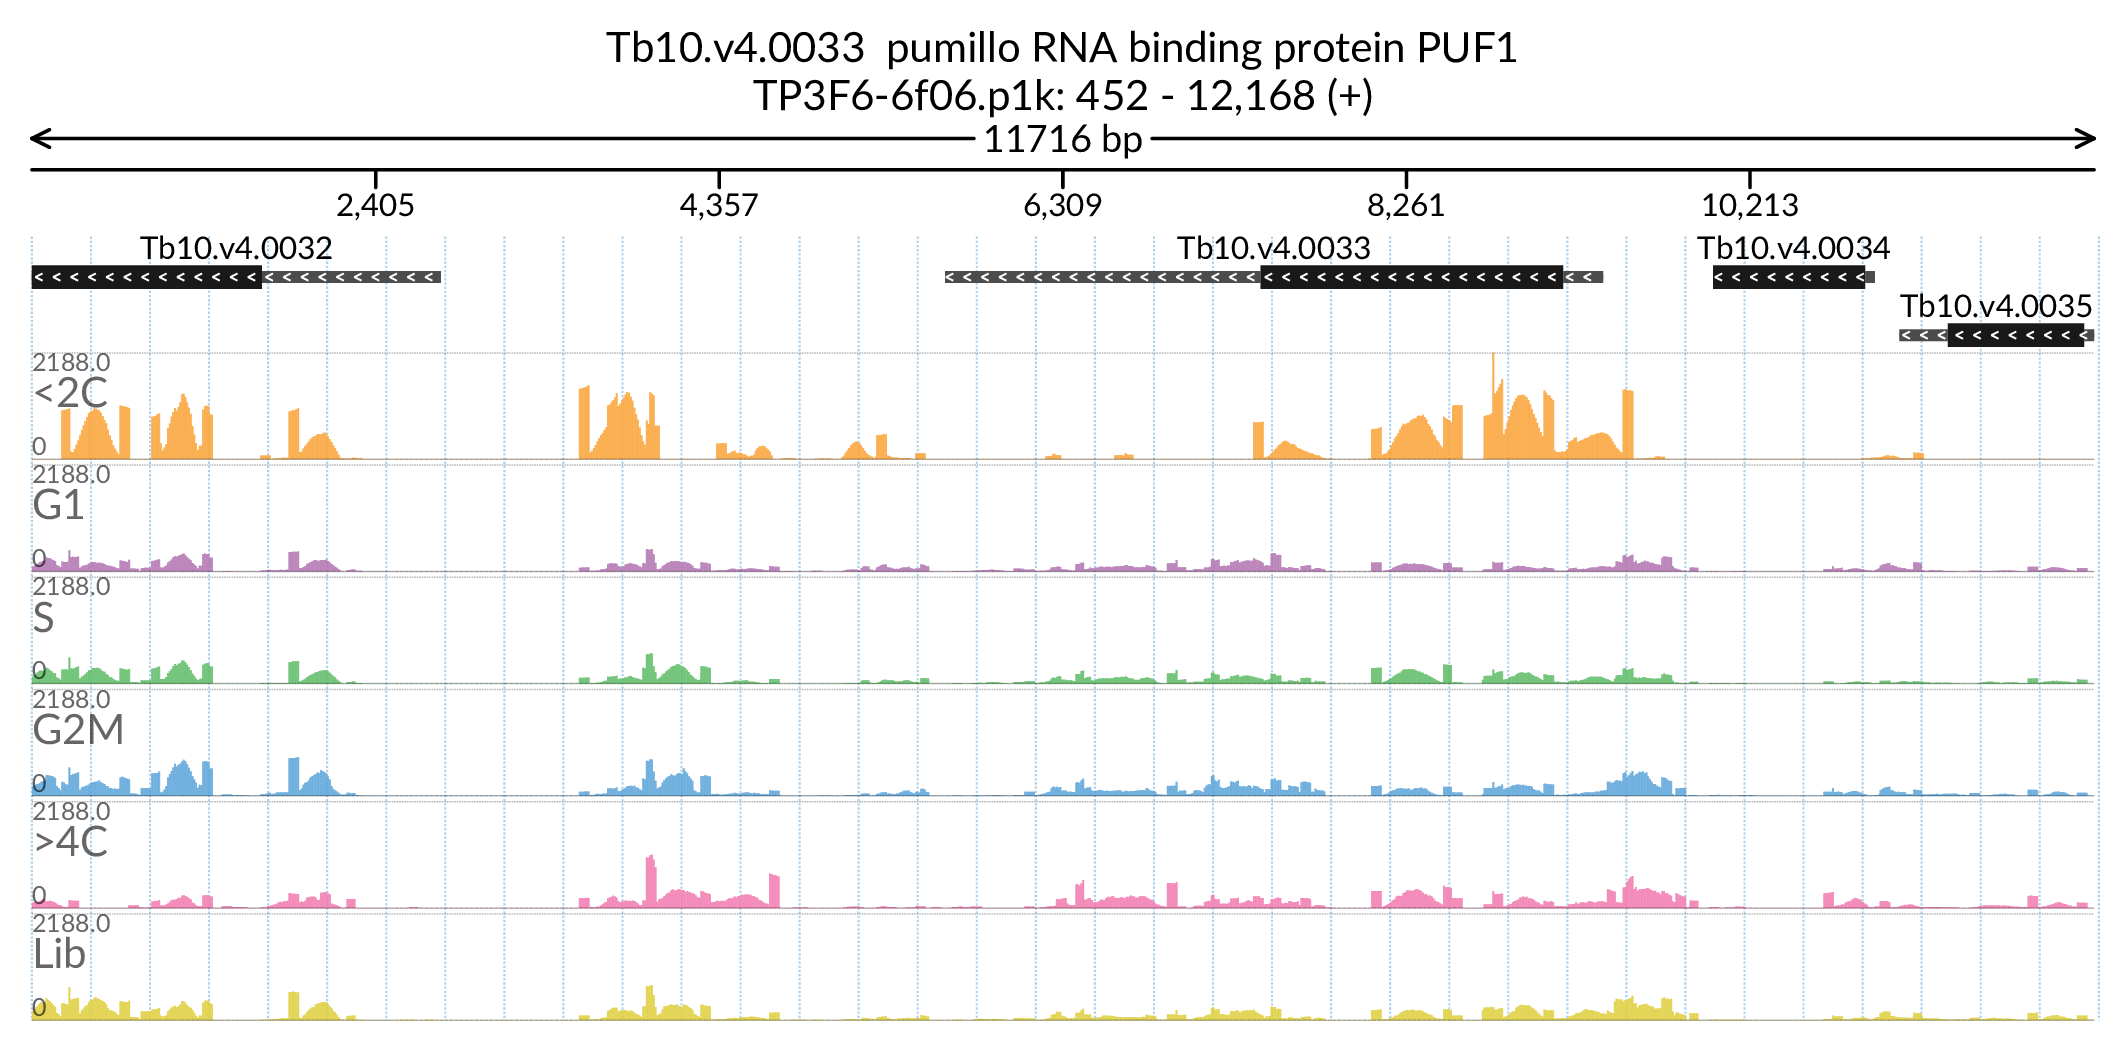 Tb10.v4.0033  pumillo RNA binding protein PUF1
TP3F6-6f06.p1k: 452 - 12,168 (+)
11716 bp
2,405 4,357 6,309 8,261 10,213
Tb10.v4.0032 Tb10.v4.0033 Tb10.v4.0034
Tb10.v4.0035
2188.0
<2C
0
2188.0
G1
0
2188.0
S
0
2188.0
G2M
0
2188.0
>4C
0
2188.0
Lib
0